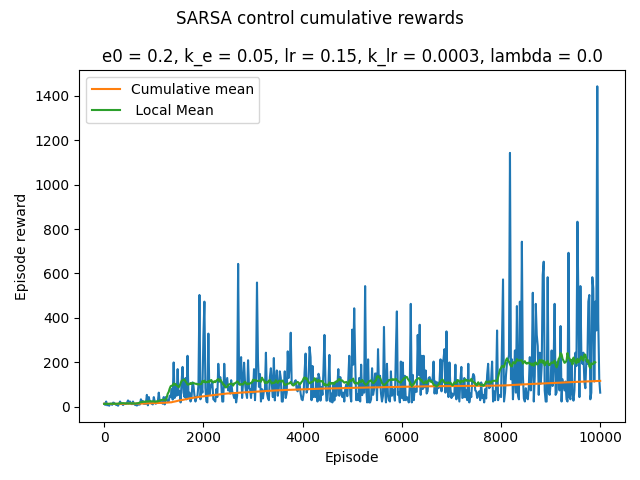 SARSA control cumulative rewards
e0 = 0.2, k_e = 0.05, lr = 0.15, k_lr = 0.0003, lambda = 0.0
Cumulative mean
Local Mean
Episode reward
1400
1200
1000
800
600
400
200
0
0
2000
4000
6000
8000
10000
Episode